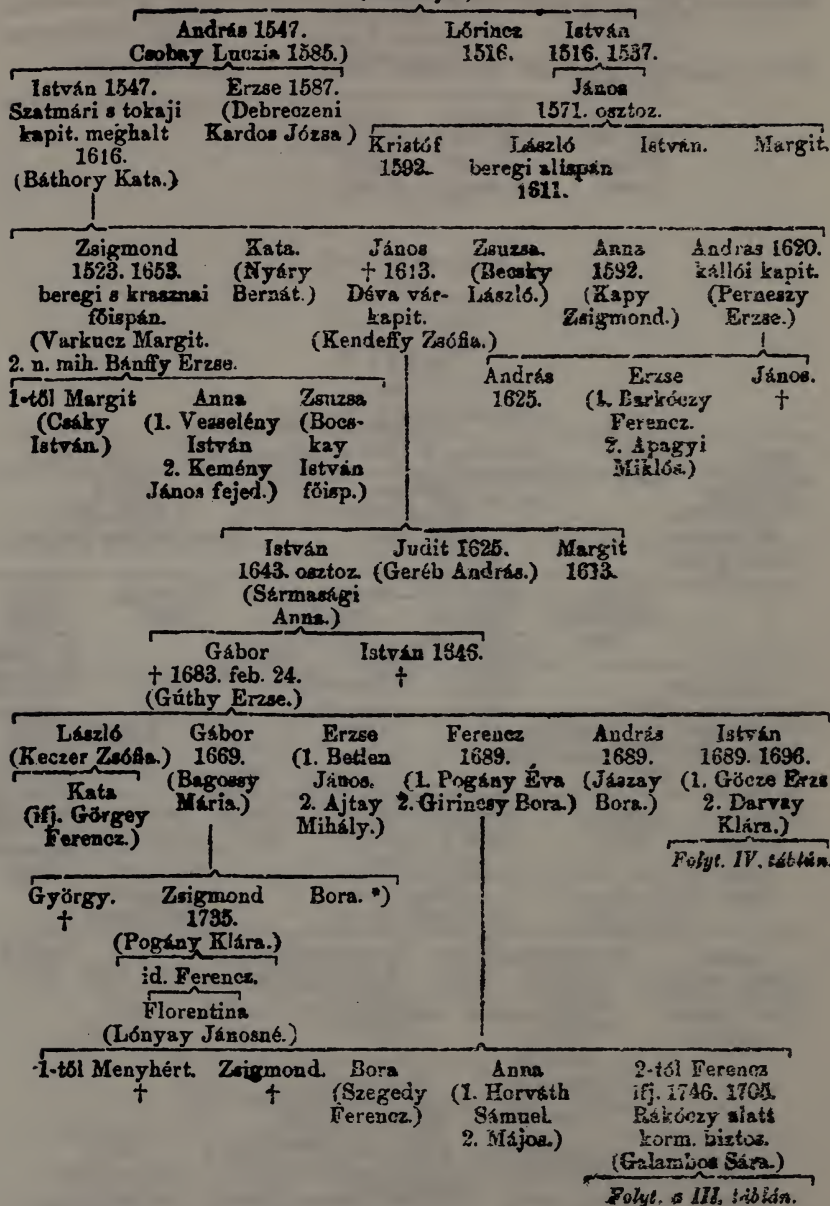 András 1547. Lőrincz István
Csobay Luczia 1585.) 1516. 1516. 1537.
István 1547. Erzse 1587. János
Szatmári s tokaji (Debreczeni 1571. osztoz.
kapit. meghalt Kardos Józsa)
1616. Kristóf László István. Margit.
(Báthory Kata.) 1592. beregi alispán
1611.
Zsigmond Kata. János Zsuzsa. Anna András 1620.
1523. 1653. (Nyáry † 1613. (Becsky 1592. kállói kapit.
beregi s krasznai Bernát.) Déva vár- László.) (Kapy (Perneszy
főispán. kapit. Zsigmond.) Erzse.)
(Varkucz Margit. (Kendeffy Zsófia.)
2. n. mih. Bánffy Erzse.
András Erzse János.
1625. (1. Barkóczy †
Ferencz.
2. Apagyi
Miklós.)
1-től Margit Anna Zsuzsa
(Csáky (1. Vesselény (Bocs-
István.) István kay
2. Kemény István
János fejed.) főisp.)
István Judit 1625. Margit
1643. osztoz. (Geréb András.) 1613.
(Sármasági
Anna.)
Gábor István 1646.
† 1683. feb. 24. †
(Gúthy Erzse.)
László Gábor Erzse Ferencz András István
(Keczer Zsófia.) 1669. (1. Betlen 1689. 1689. 1689. 1696.
Kata (Bagossy János. (1. Pogány Éva (Jászay (1. Göcze Erzs
(ifj. Görgey Mária.) 2. Ajtay 2. Girincsy Bora.) Bora.) 2. Darvay
Ferencz.) Mihály.) Klára.)
Folyt. IV. táblán.
György. Zsigmond Bora. *)
† 1735.
(Pogány Klára.)
id. Ferencz.
Florentina
(Lónyay Jánosné.)
1-től Menyhért. Zsigmond. Bora Anna 2-tól Ferencz
† † (Szegedy (1. Horváth ifj. 1746. 1705.
Ferencz.) Sámuel. Rákóczy alatt
2. Májos.) korm. biztos.
(Galambos Sára.)
Folyt. a III. táblán.